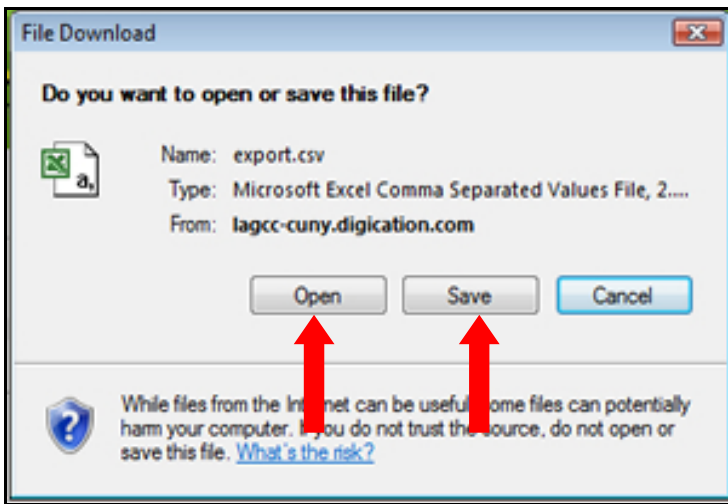 File Download
Do you want to open or save this file?
a,
Name: export.csv
Type: Microsoft Excel Comma Separated Values File, 2....
From: lagcc-cuny.digication.com
Open Save Cancel
While files from the Internet can be useful, some files can potentially
harm your computer. If you do not trust the source, do not open or
save this file. What's the risk?